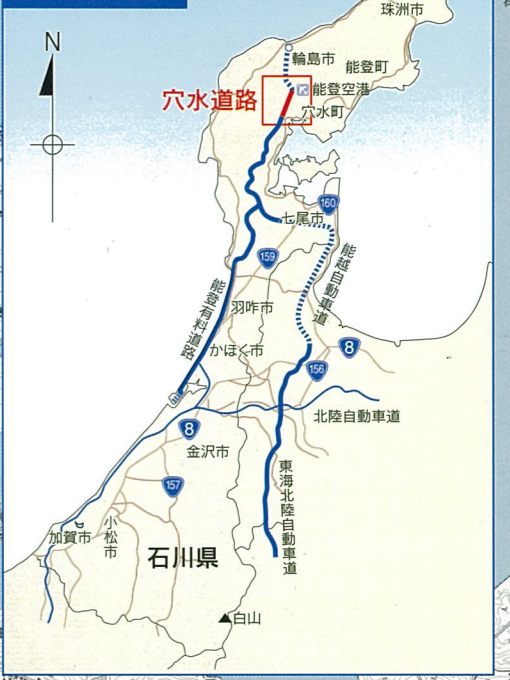 珠洲市
N
輪島市
能登町
能登空港
穴水道路
穴水町
160
七尾市
159
能越自動車道
能登有料道路
羽咋市
かほく市
8
156
北陸自動車道
8
金沢市
157
東海北陸自動車道
小松市
加賀市
石川県
白山